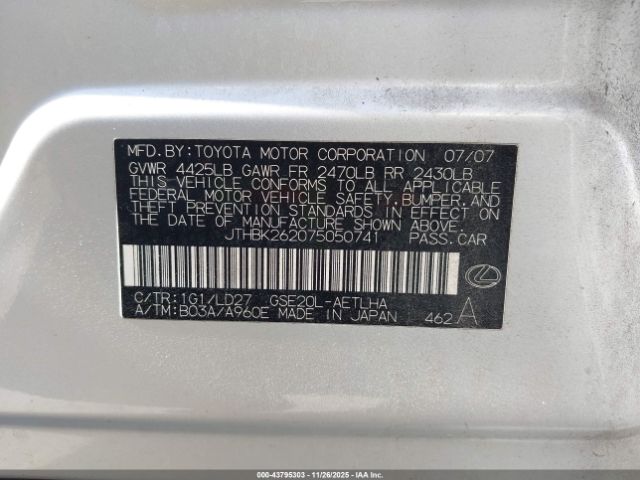 MFD.BY:TOYOTA MOTOR CORPORATION 07/07
GVWR 4425LB GAWR FR 2470LB RR 2430LB
THIS VEHICLE CONFORMS TO ALL APPLICABLE
FEDERAL MOTOR VEHICLE SAFETY,BUMPER,AND
THEFT PREVENTION STANDARDS IN EFFECT ON
THE DATE OF MANUFACTURE SHOWN ABOVE.
JTHBK262075050741 PASS.CAR
C/TR:1G1/LD27 GSE20L-AETLHA
A/TM:B03A/A960E MADE IN JAPAN 462 A
000-43795303 - 11/26/2025 - IAAI.COM